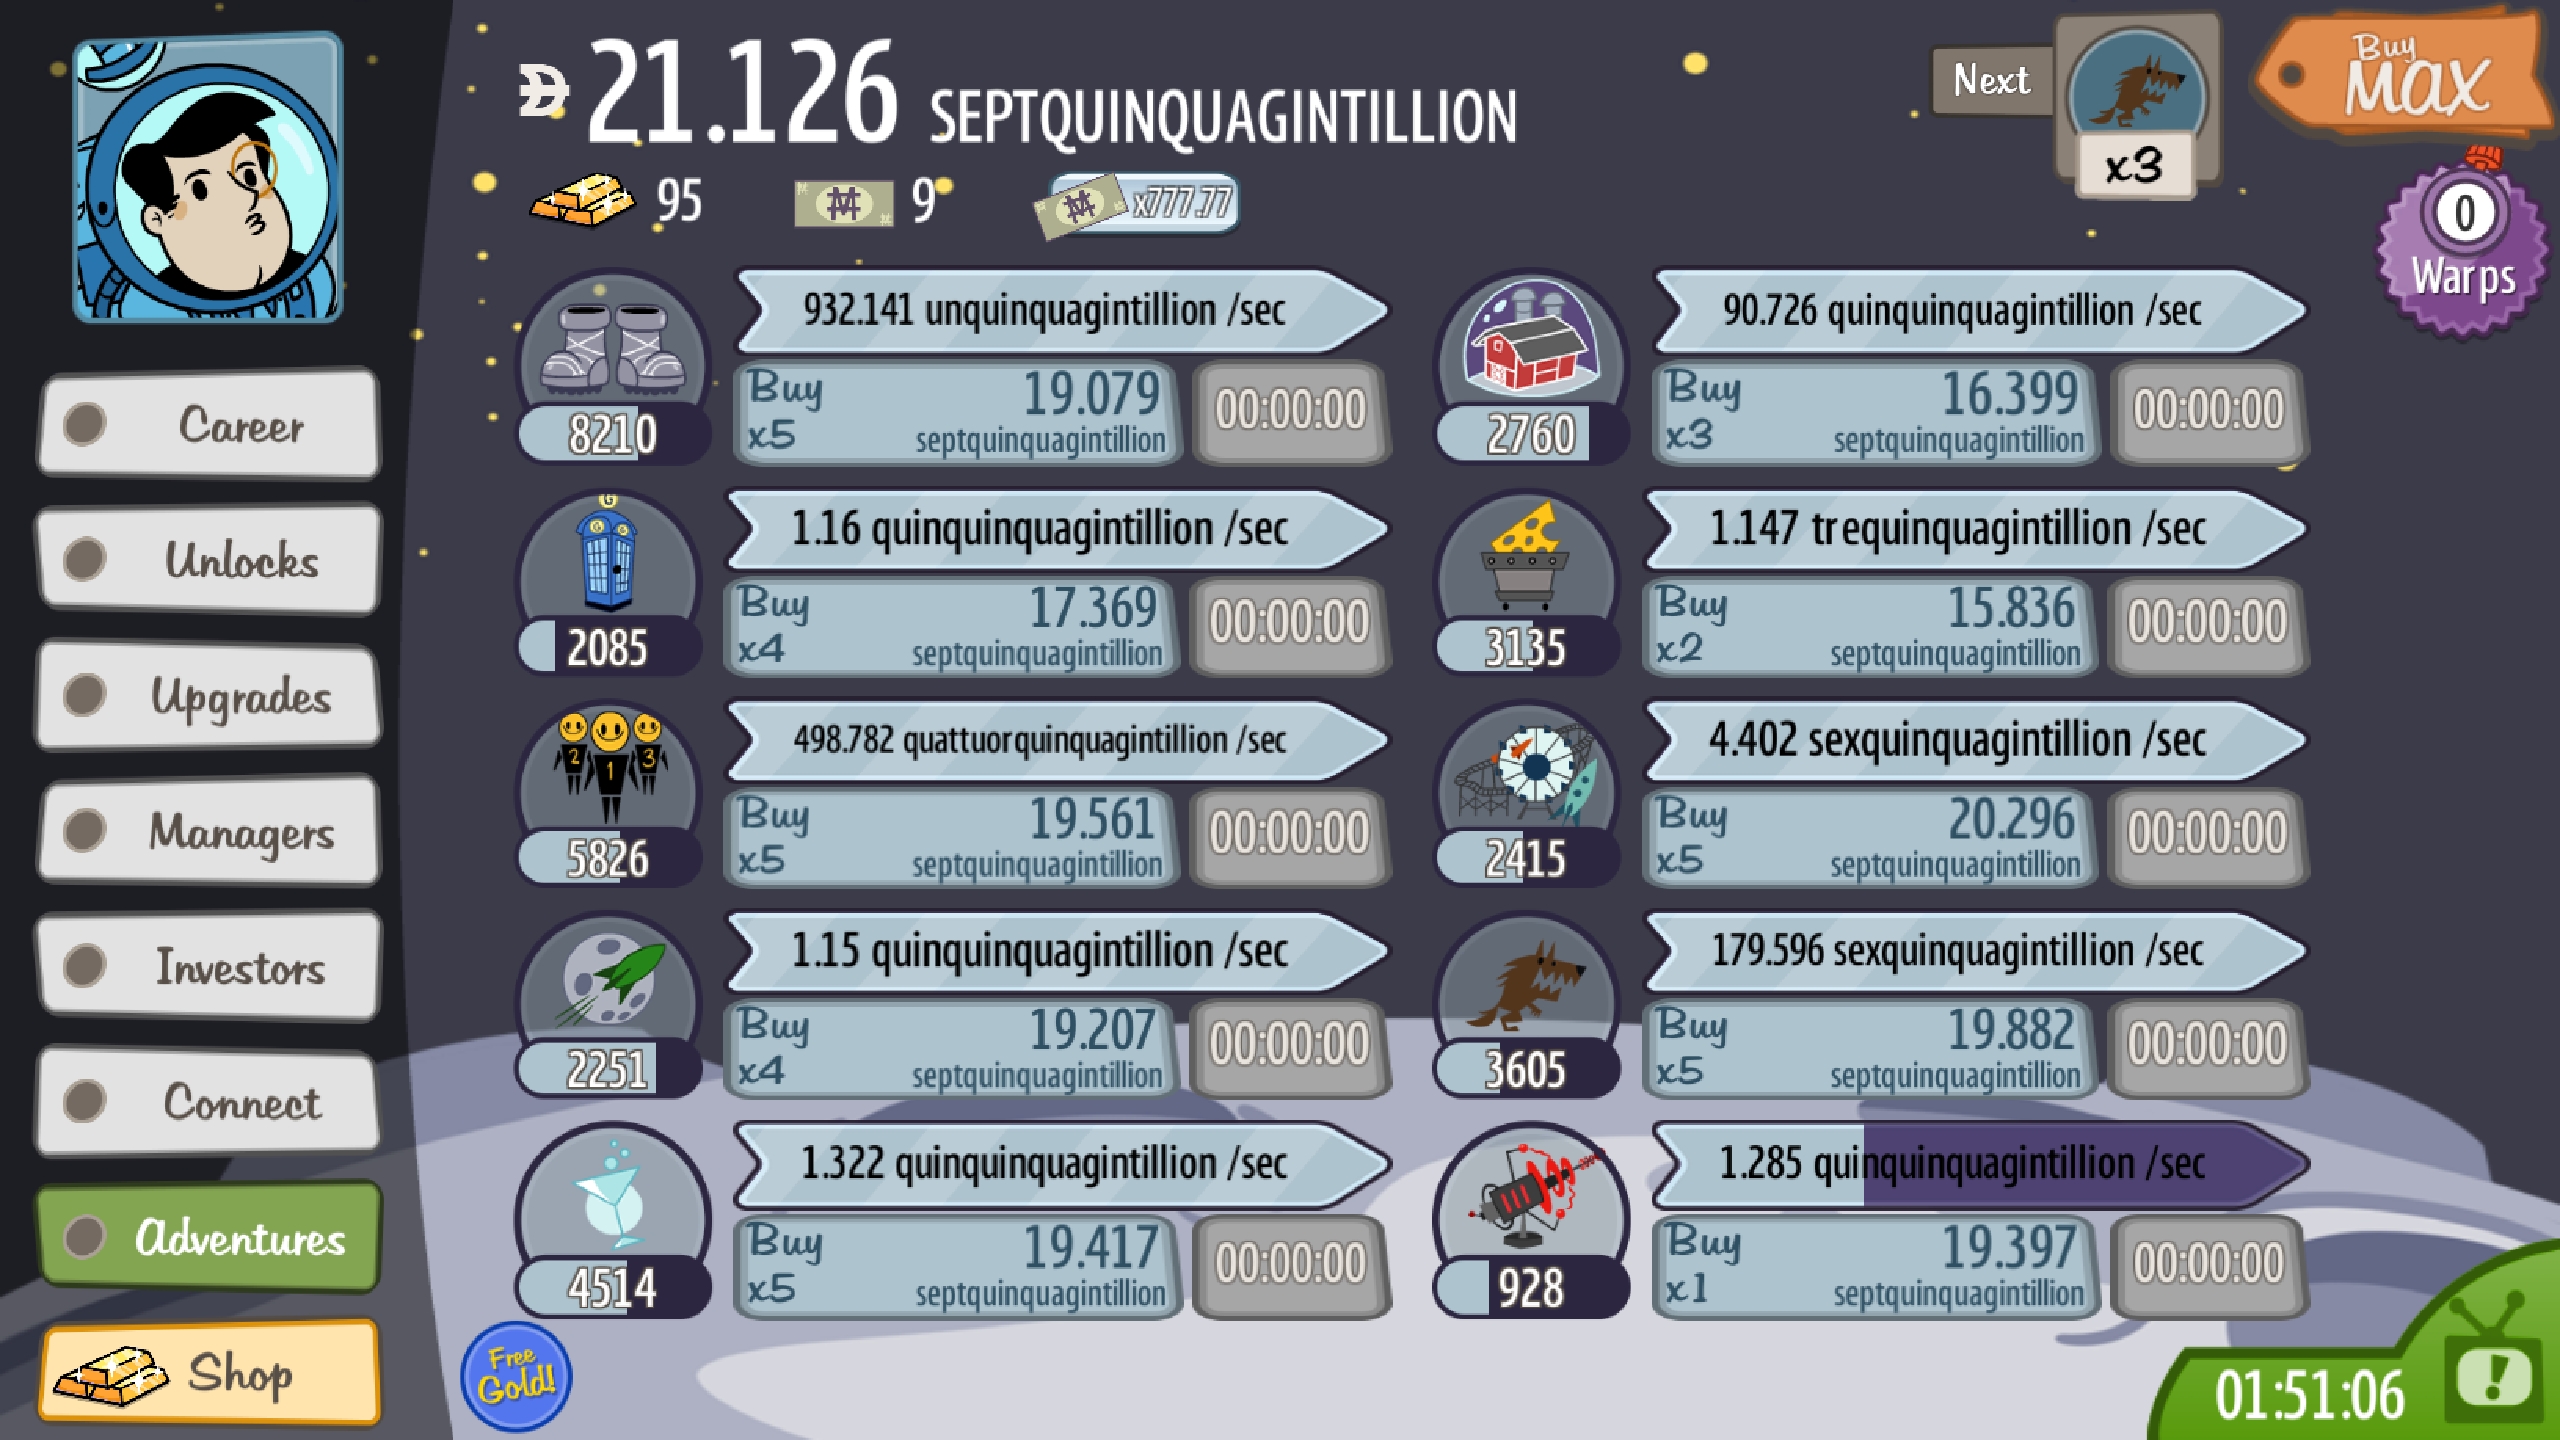 21.126 SEPTQUINQUAGINTILLION
95
9
x777.77
Next
x3
Buy
MAX
0
Warps
Career
Unlocks
Upgrades
Managers
Investors
Connect
Adventures
Shop
932.141 unquinquagintillion /sec
8210
Buy
x5
19.079
septquinquagintillion
00:00:00
90.726 quinquinquagintillion /sec
2760
Buy
x3
16.399
septquinquagintillion
00:00:00
G
G G
1.16 quinquinquagintillion /sec
2085
Buy
x4
17.369
septquinquagintillion
00:00:00
1.147 trequinquagintillion /sec
3135
Buy
x2
15.836
septquinquagintillion
00:00:00
2 1 3
498.782 quattuorquinquagintillion /sec
5826
Buy
x5
19.561
septquinquagintillion
00:00:00
4.402 sexquinquagintillion /sec
2415
Buy
x5
20.296
septquinquagintillion
00:00:00
1.15 quinquinquagintillion /sec
2251
Buy
x4
19.207
septquinquagintillion
00:00:00
179.596 sexquinquagintillion /sec
3605
Buy
x5
19.882
septquinquagintillion
00:00:00
1.322 quinquinquagintillion /sec
4514
Buy
x5
19.417
septquinquagintillion
00:00:00
1.285 quinquinquagintillion /sec
928
Buy
x1
19.397
septquinquagintillion
00:00:00
Free
Gold!
01:51:06
!